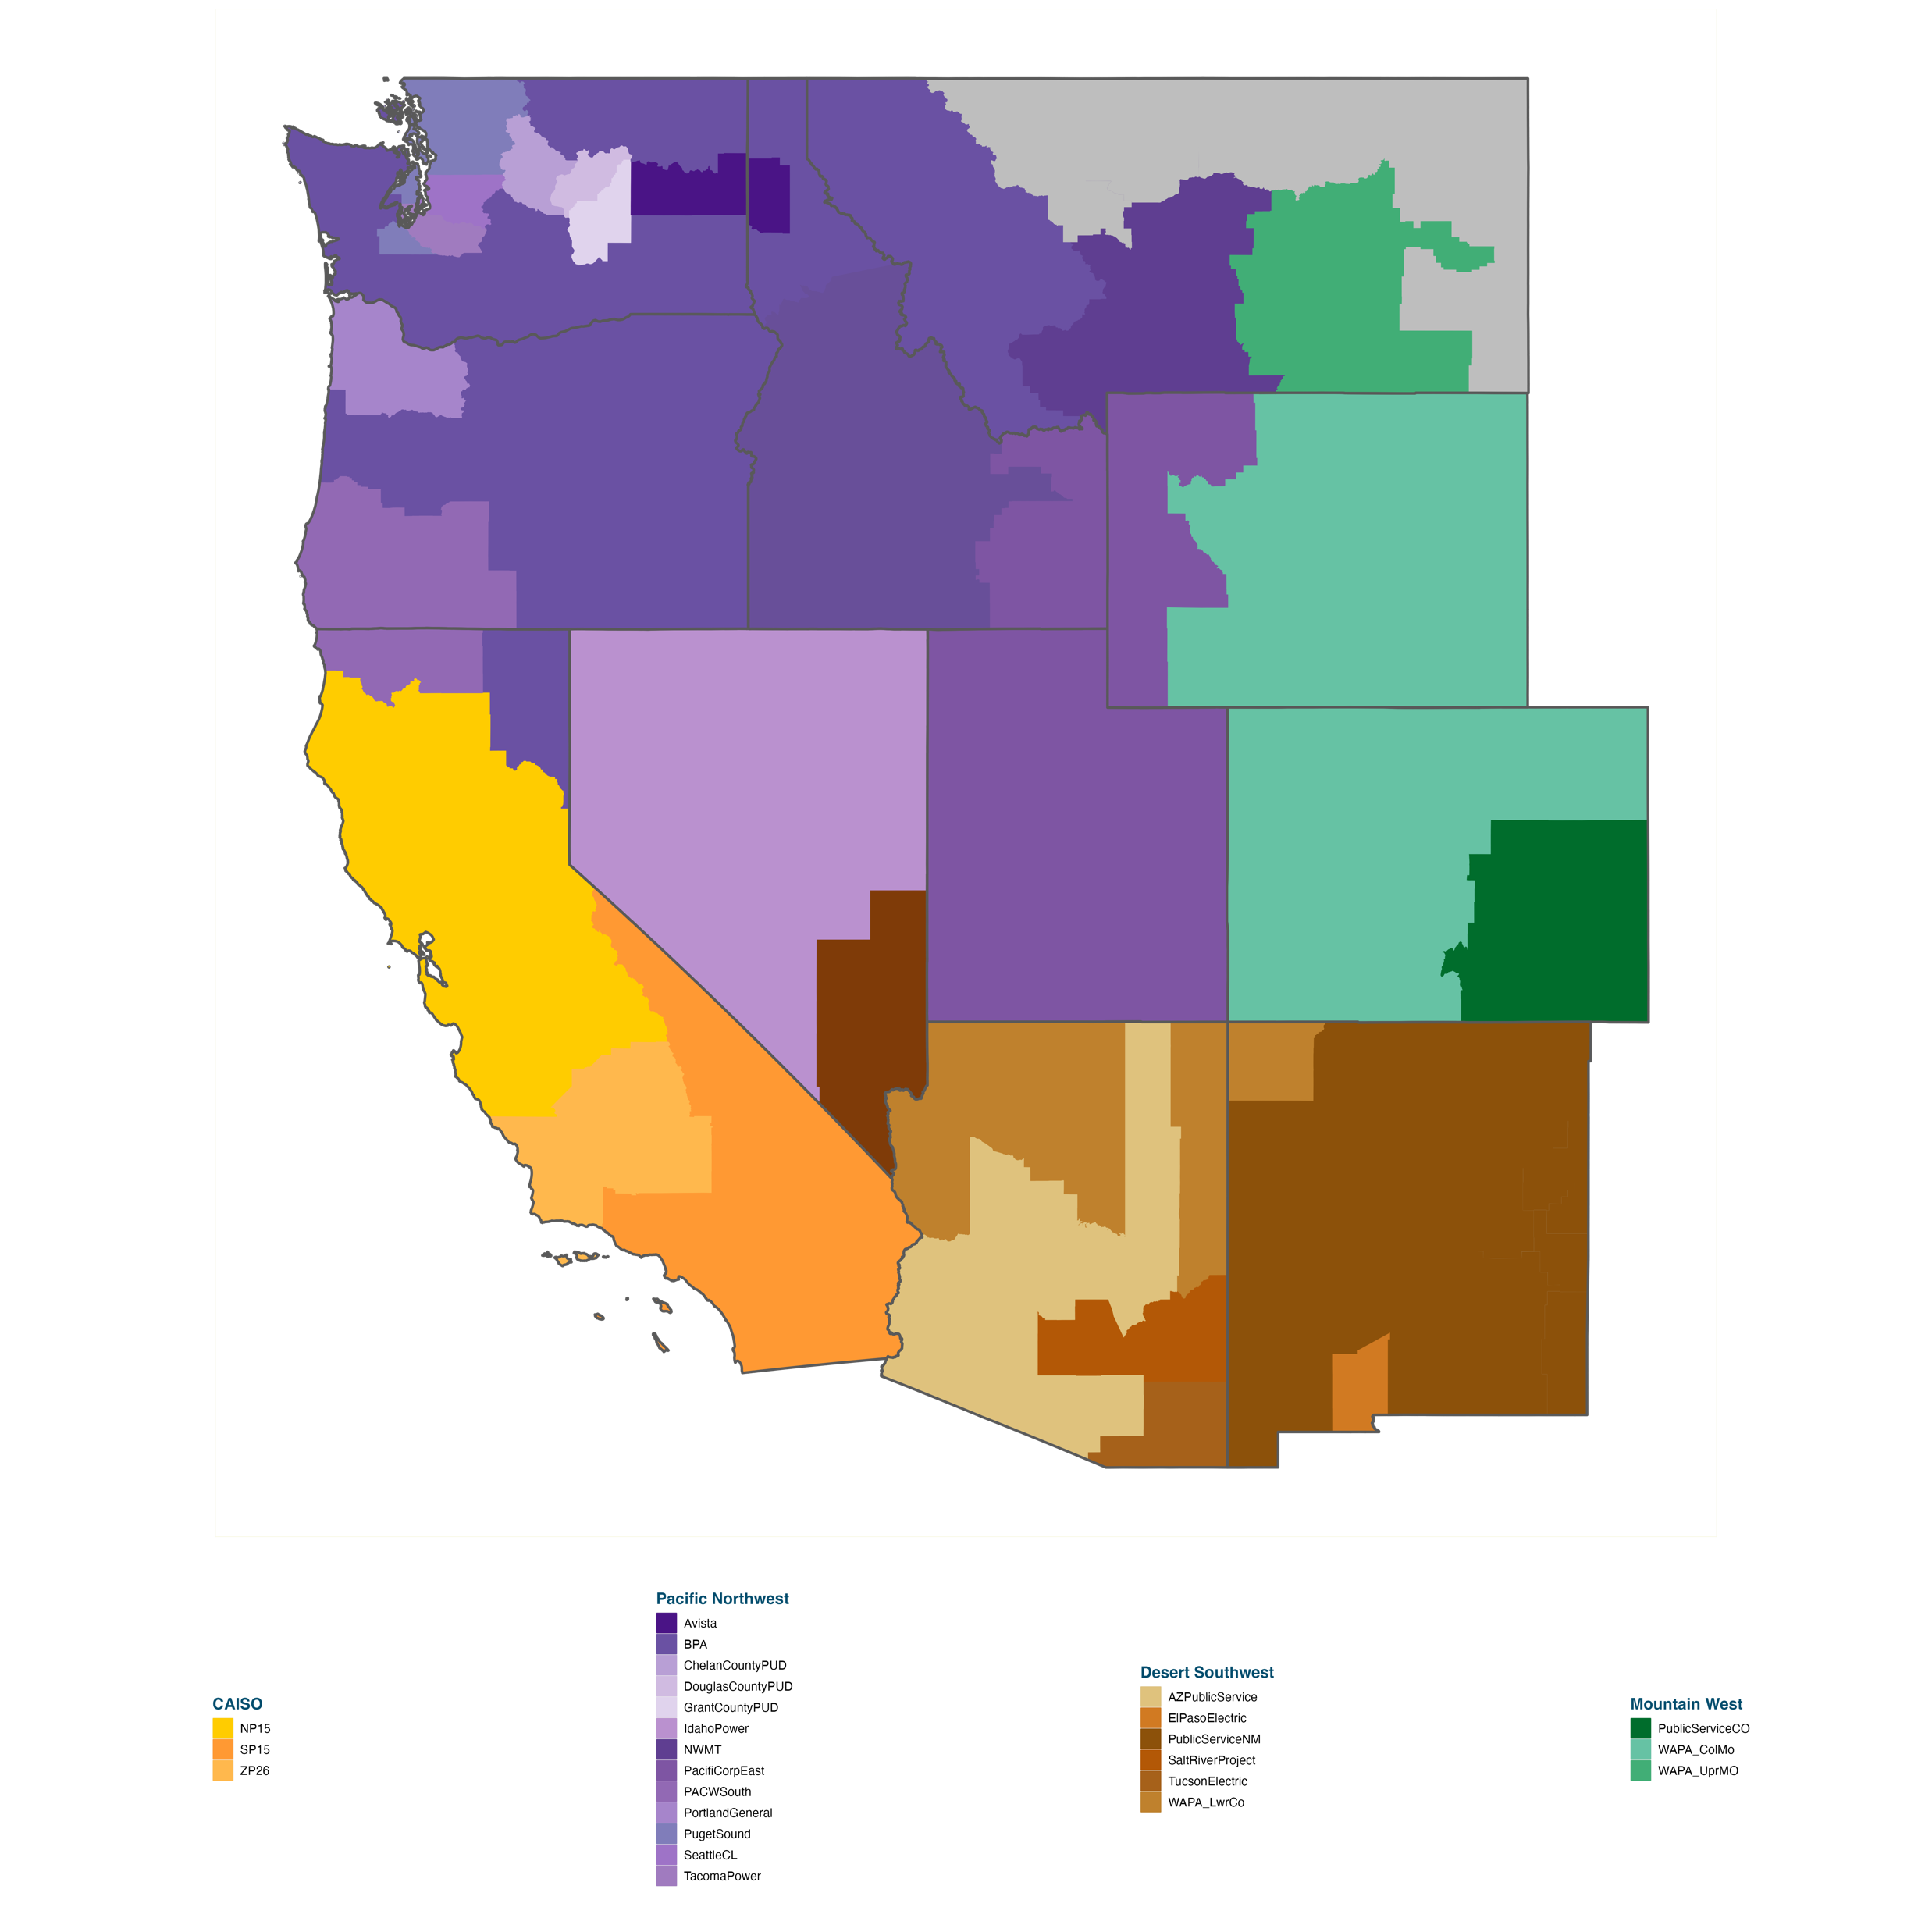 CAISO
NP15
SP15
ZP26
Pacific Northwest
Avista
BPA
ChelanCountyPUD
DouglasCountyPUD
GrantCountyPUD
IdahoPower
NWMT
PacifiCorpEast
PACWSouth
PortlandGeneral
PugetSound
SeattleCL
TacomaPower
Desert Southwest
AZPublicService
ElPasoElectric
PublicServiceNM
SaltRiverProject
TucsonElectric
WAPA_LwrCo
Mountain West
PublicServiceCO
WAPA_ColMo
WAPA_UprMO